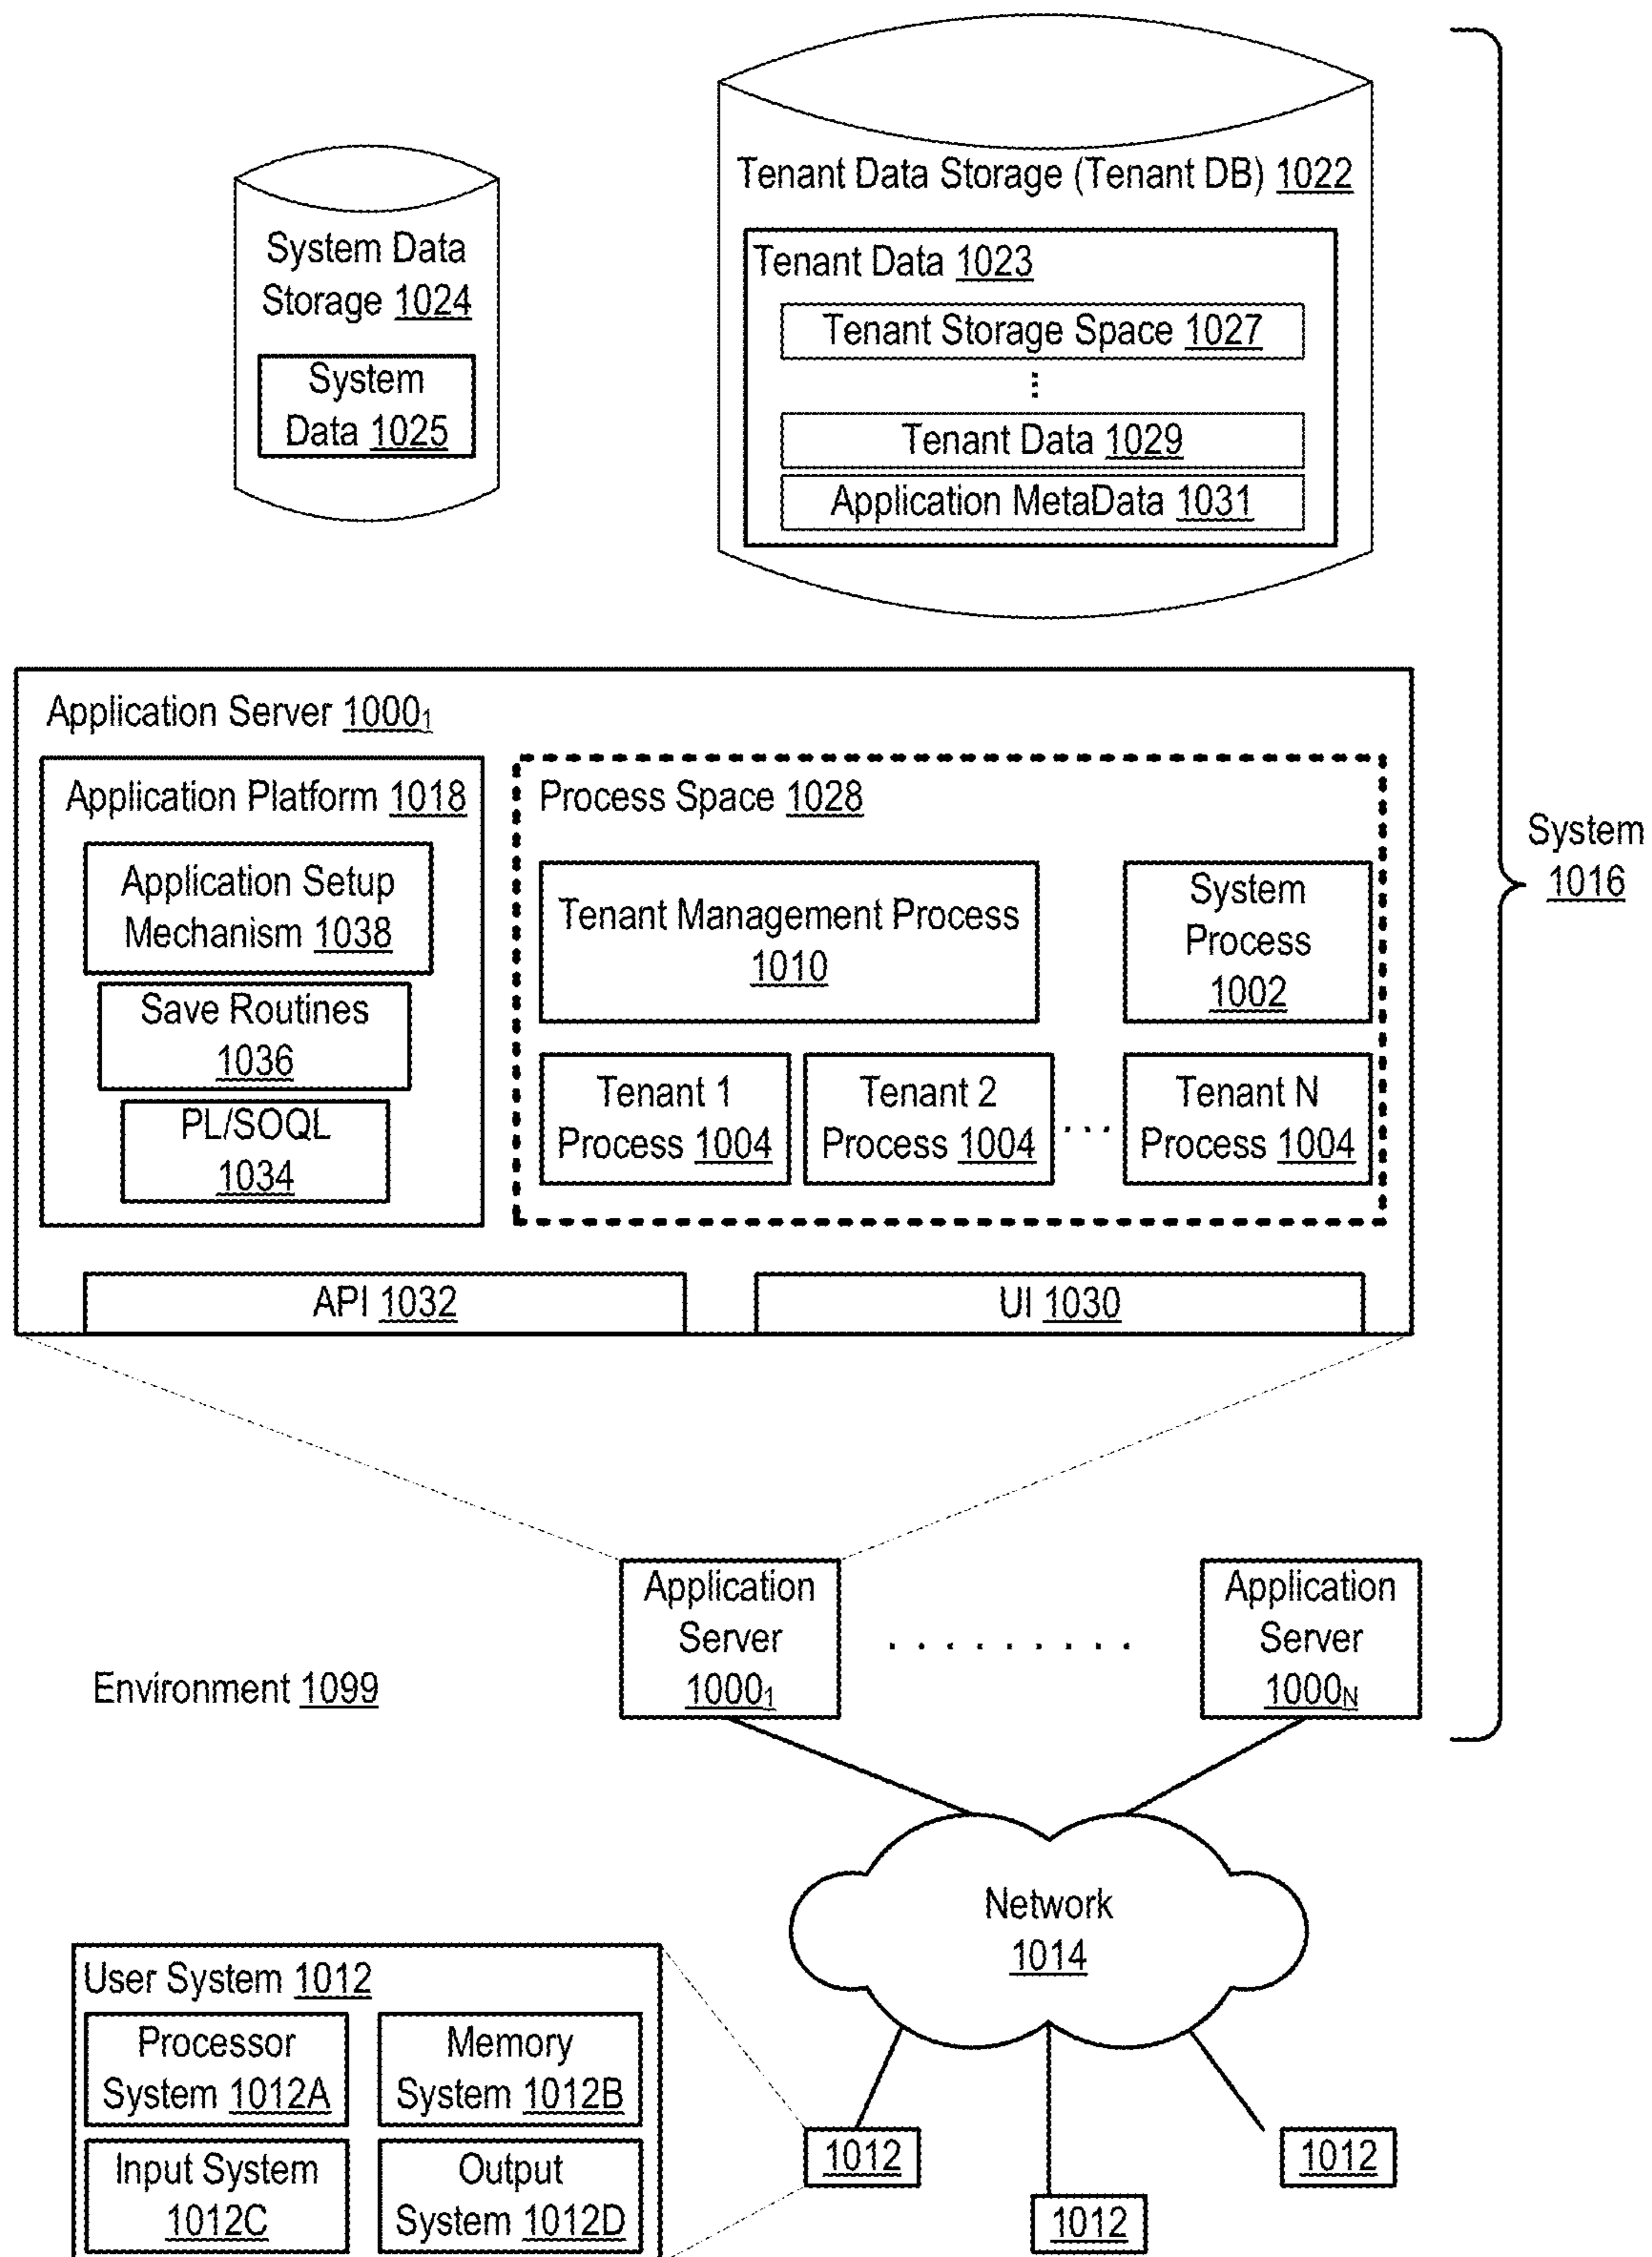 Tenant Data Storage (Tenant DB) 1022
System Data
Storage 1024
System
Data 1025
Tenant Data 1023
Tenant Storage Space 1027
Tenant Data 1029
Application MetaData 1031
System
1016
Application Server 1000₁
Application Platform 1018
Application Setup
Mechanism 1038
Save Routines
1036
PL/SOQL
1034
Process Space 1028
Tenant Management Process
1010
System
Process
1002
Tenant 1
Process 1004
Tenant 2
Process 1004
. . .
Tenant N
Process 1004
API 1032
UI 1030
Application
Server
1000₁
. . . . . . . . .
Application
Server
1000N
Environment 1099
Network
1014
User System 1012
Processor
System 1012A
Memory
System 1012B
Input System
1012C
Output
System 1012D
1012
1012
1012